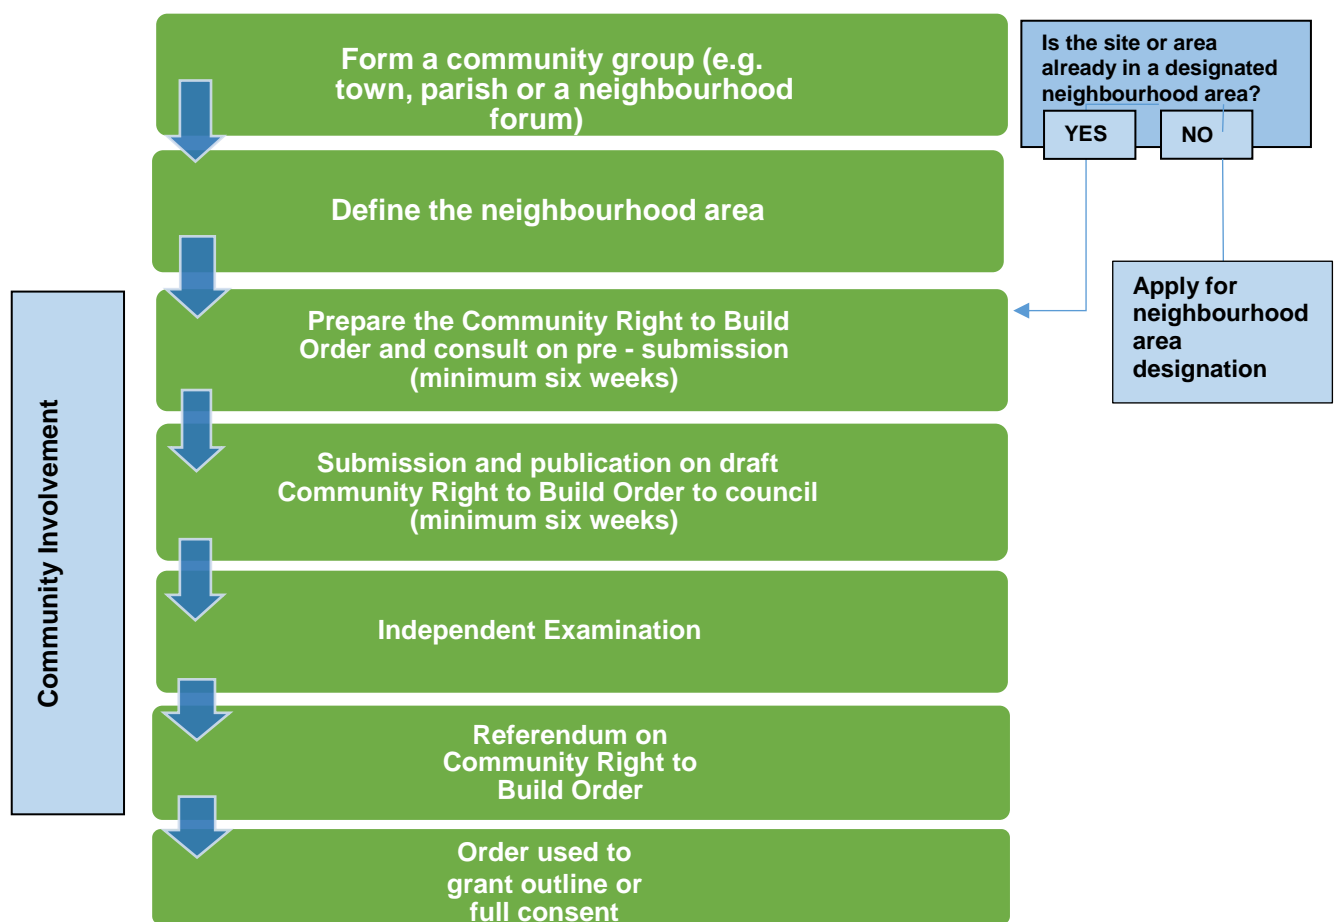 Form a community group (e.g.
town, parish or a neighbourhood
forum)
Is the site or area
already in a designated
neighbourhood area?
YES
NO
Define the neighbourhood area
Apply for
neighbourhood
area
designation
Community Involvement
Prepare the Community Right to Build
Order and consult on pre - submission
(minimum six weeks)
Submission and publication on draft
Community Right to Build Order to council
(minimum six weeks)
Independent Examination
Referendum on
Community Right to
Build Order
Order used to
grant outline or
full consent